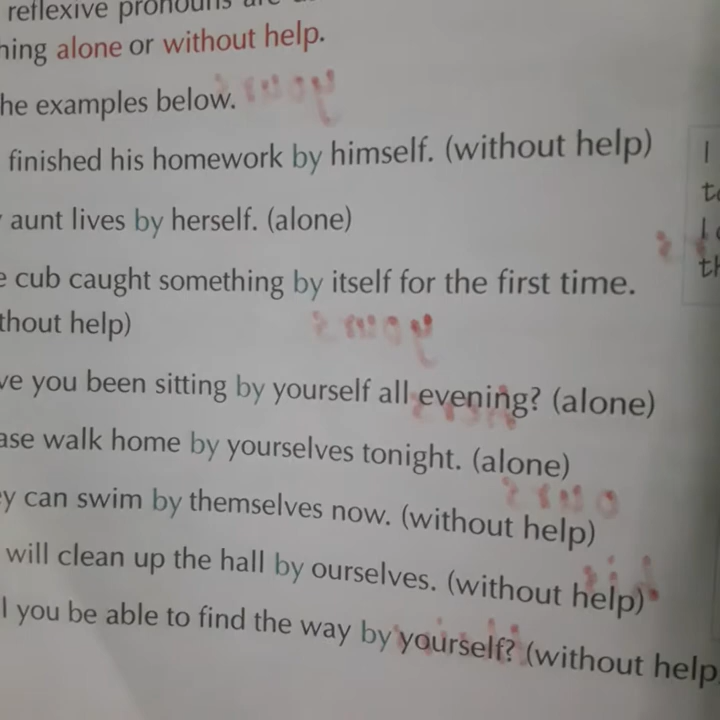 reflexive pronouns are
hing alone or without help.
he examples below.
finished his homework by himself. (without help)
aunt lives by herself. (alone)
e cub caught something by itself for the first time.
thout help)
ve you been sitting by yourself all evening? (alone)
ase walk home by yourselves tonight. (alone)
ey can swim by themselves now. (without help)
will clean up the hall by ourselves. (without help)
l you be able to find the way by yourself? (without help
I
to
I
th